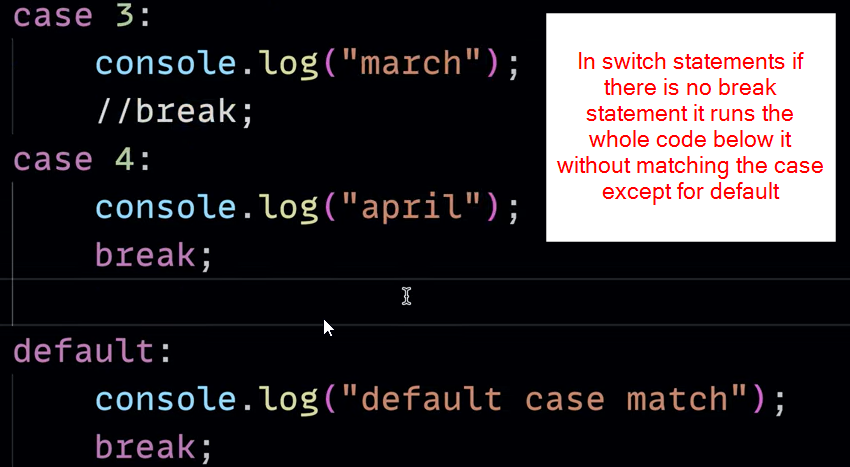 case 3:
console.log("march");
//break;
case 4:
console.log("april");
break;
default:
console.log("default case match");
break;
In switch statements if
there is no break
statement it runs the
whole code below it
without matching the case
except for default